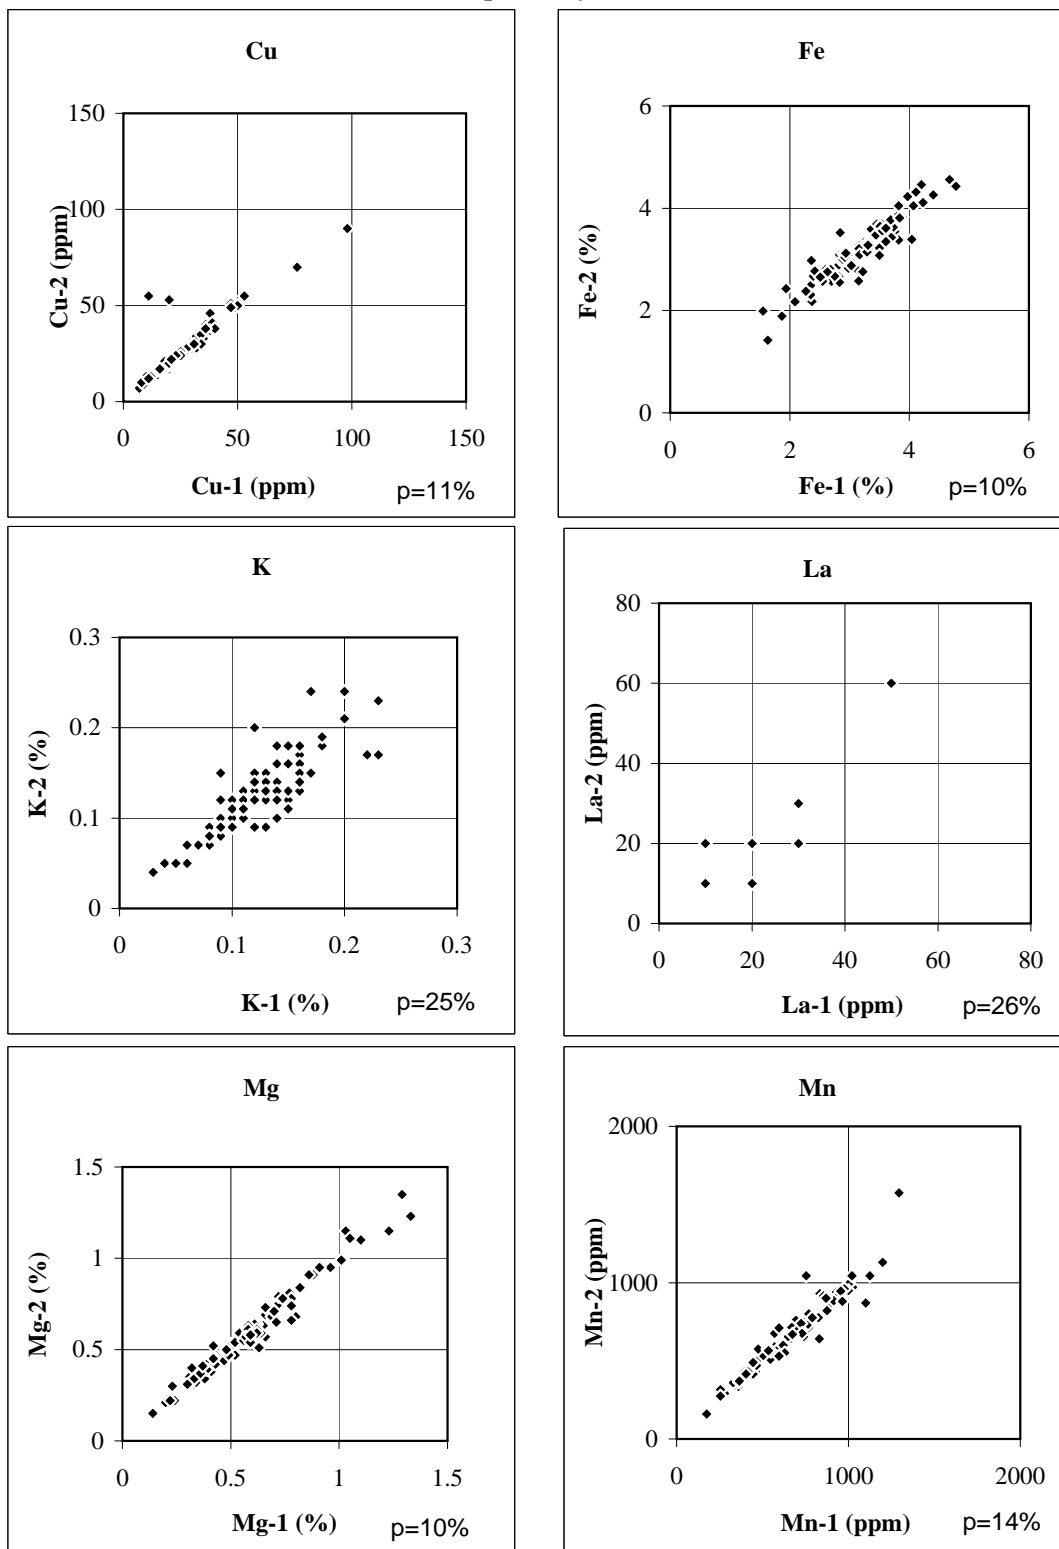 Cu
150
100
50
0
0 50 100 150
Cu-2 (ppm)
Cu-1 (ppm)
p=11%
Fe
6
4
2
0
0 2 4 6
Fe-2 (%)
Fe-1 (%)
p=10%
K
0.3
0.2
0.1
0
0 0.1 0.2 0.3
K-2 (%)
K-1 (%)
p=25%
La
80
60
40
20
0
0 20 40 60 80
La-2 (ppm)
La-1 (ppm)
p=26%
Mg
1.5
1
0.5
0
0 0.5 1 1.5
Mg-2 (%)
Mg-1 (%)
p=10%
Mn
2000
1000
0
0 1000 2000
Mn-2 (ppm)
Mn-1 (ppm)
p=14%